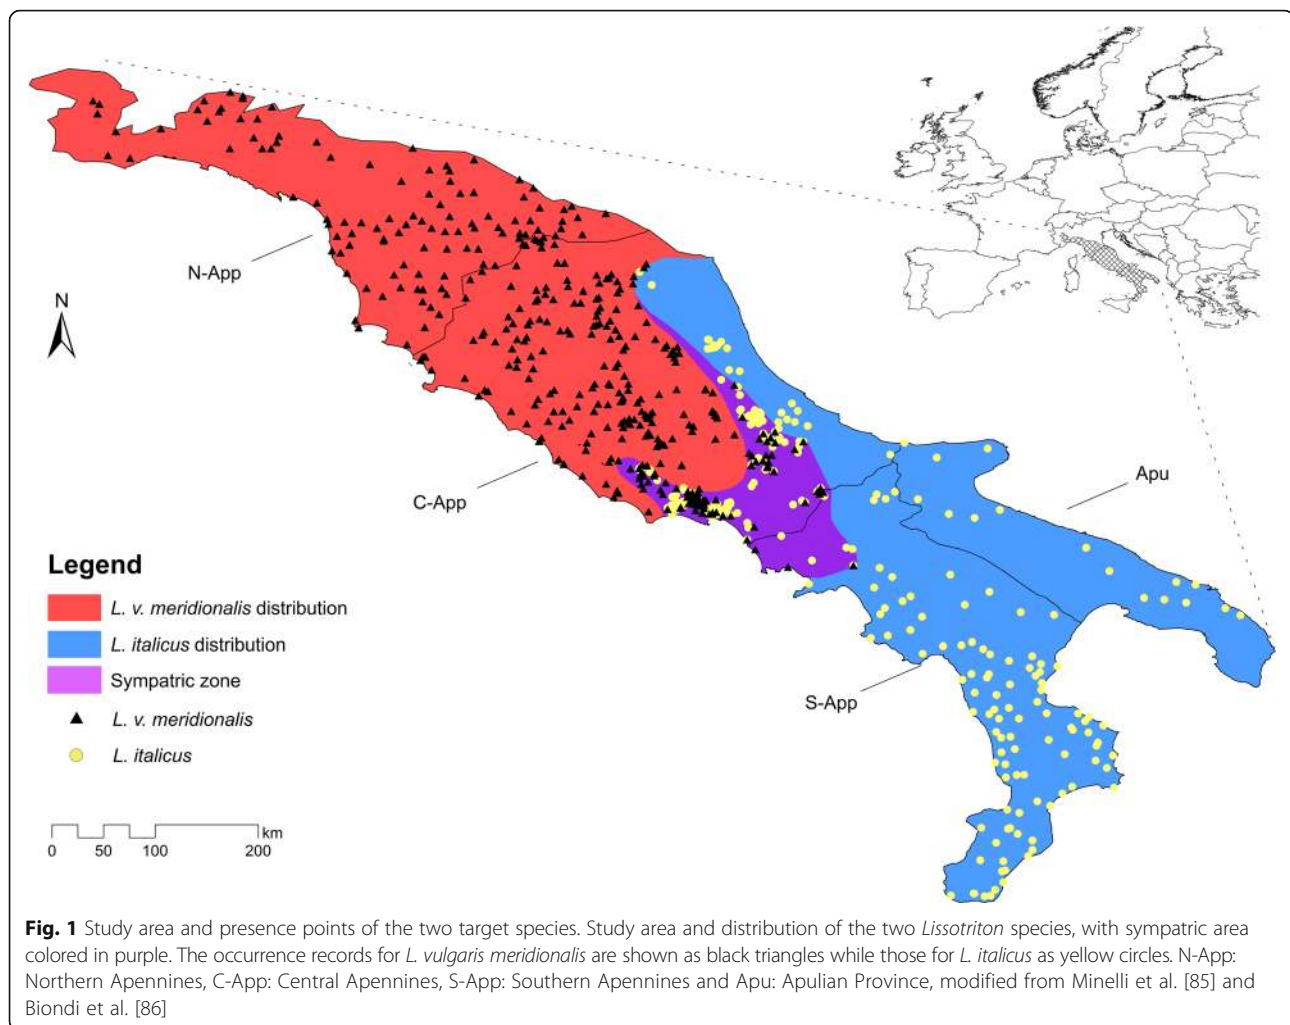 N-App
N
C-App
Apu
S-App
Legend
L. v. meridionalis distribution
L. italicus distribution
Sympatric zone
L. v. meridionalis
L. italicus
km
0 50 100 200
Fig. 1 Study area and presence points of the two target species. Study area and distribution of the two Lissotriton species, with sympatric area
colored in purple. The occurrence records for L. vulgaris meridionalis are shown as black triangles while those for L. italicus as yellow circles. N-App:
Northern Apennines, C-App: Central Apennines, S-App: Southern Apennines and Apu: Apulian Province, modified from Minelli et al. [85] and
Biondi et al. [86]